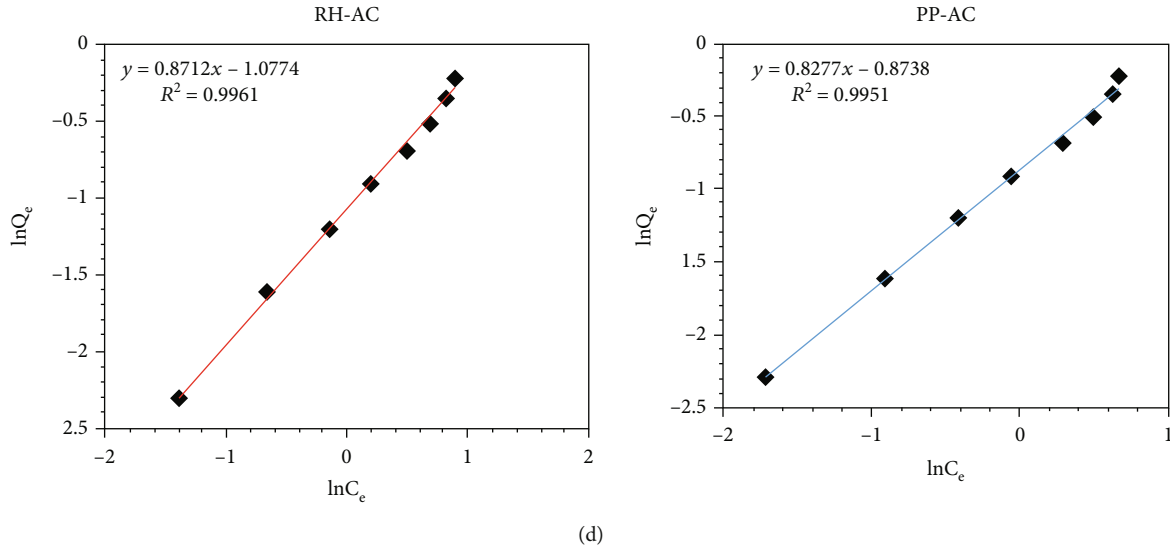 RH-AC
y = 0.8712x – 1.0774
R² = 0.9961
0
–0.5
–1
–1.5
–2
2.5
lnQₑ
–2 –1 0 1 2
lnCₑ
PP-AC
y = 0.8277x – 0.8738
R² = 0.9951
0
–0.5
–1
1.5
–2
–2.5
lnQₑ
–2 –1 0 1
lnCₑ
(d)